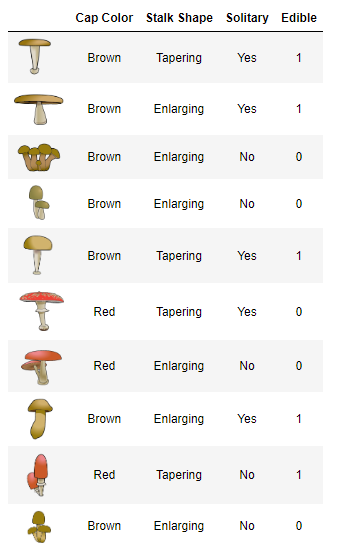 Cap Color Stalk Shape Solitary Edible
Brown Tapering Yes 1
Brown Enlarging Yes 1
Brown Enlarging No 0
Brown Enlarging No 0
Brown Tapering Yes 1
Red Tapering Yes 0
Red Enlarging No 0
Brown Enlarging Yes 1
Red Tapering No 1
Brown Enlarging No 0